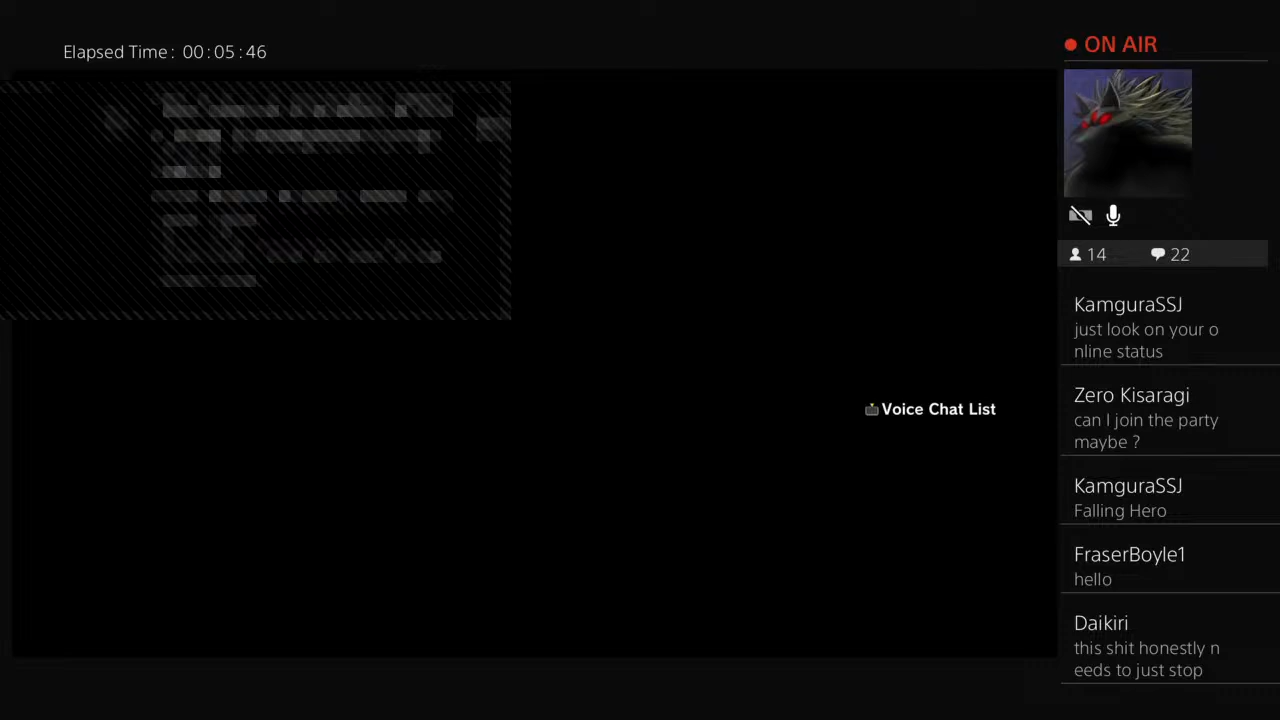 Elapsed Time: 00:05:46
ON AIR
14 22
KamguraSSJ
just look on your o
nline status
Zero Kisaragi
can I join the party
maybe ?
Voice Chat List
KamguraSSJ
Falling Hero
FraserBoyle1
hello
Daikiri
this shit honestly n
eeds to just stop